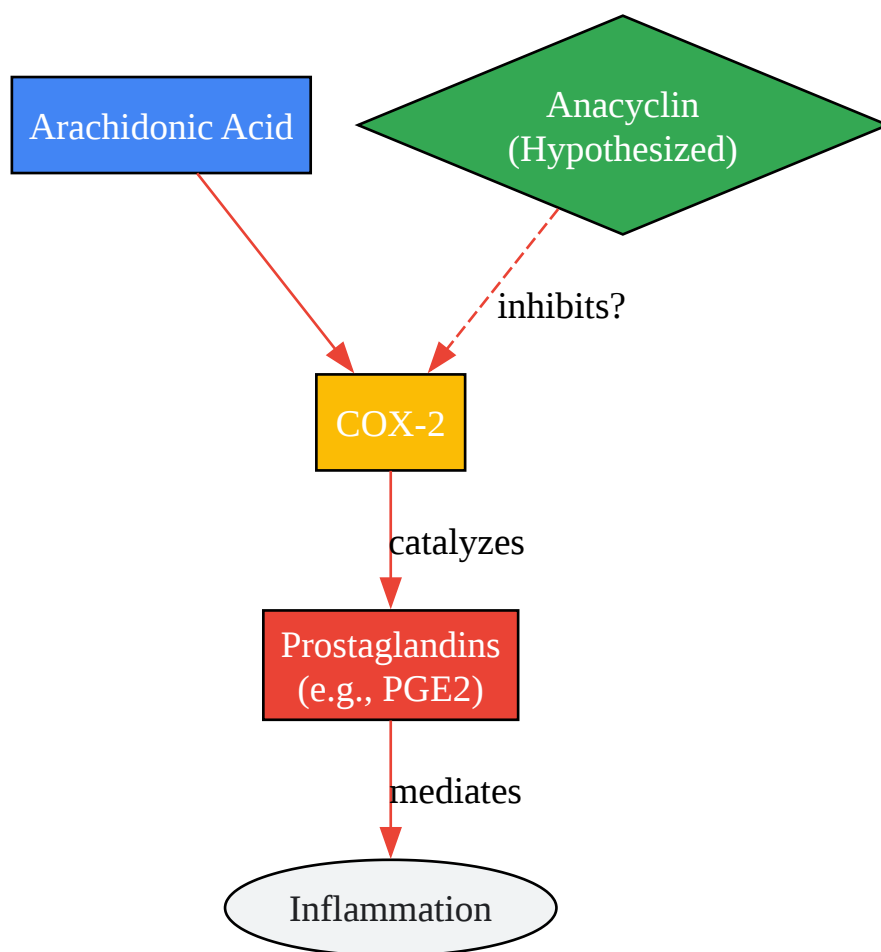 Arachidonic Acid
Anacyclin
(Hypothesized)
inhibits?
COX-2
catalyzes
Prostaglandins
(e.g., PGE2)
mediates
Inflammation